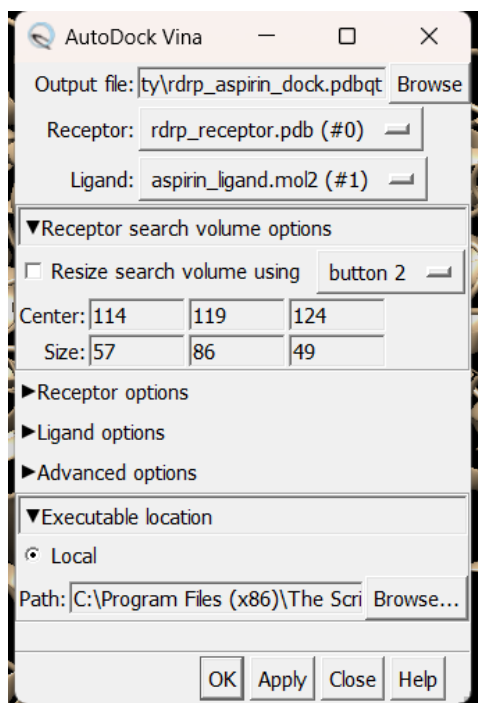 AutoDock Vina
Output file: ty\rdrp_aspirin_dock.pdbqt Browse
Receptor: rdrp_receptor.pdb (#0)
Ligand: aspirin_ligand.mol2 (#1)
▼Receptor search volume options
Resize search volume using button 2
Center: 114 119 124
Size: 57 86 49
►Receptor options
►Ligand options
►Advanced options
▼Executable location
Local
Path: C:\Program Files (x86)\The Scri Browse...
OK Apply Close Help